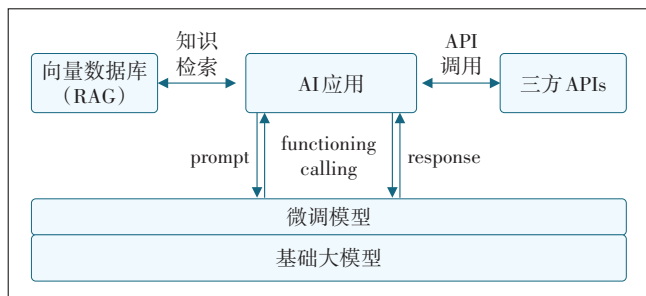 向量数据库
（RAG）
知识
检索
AI应用
API
调用
三方 APIs
prompt
functioning
calling
response
微调模型
基础大模型